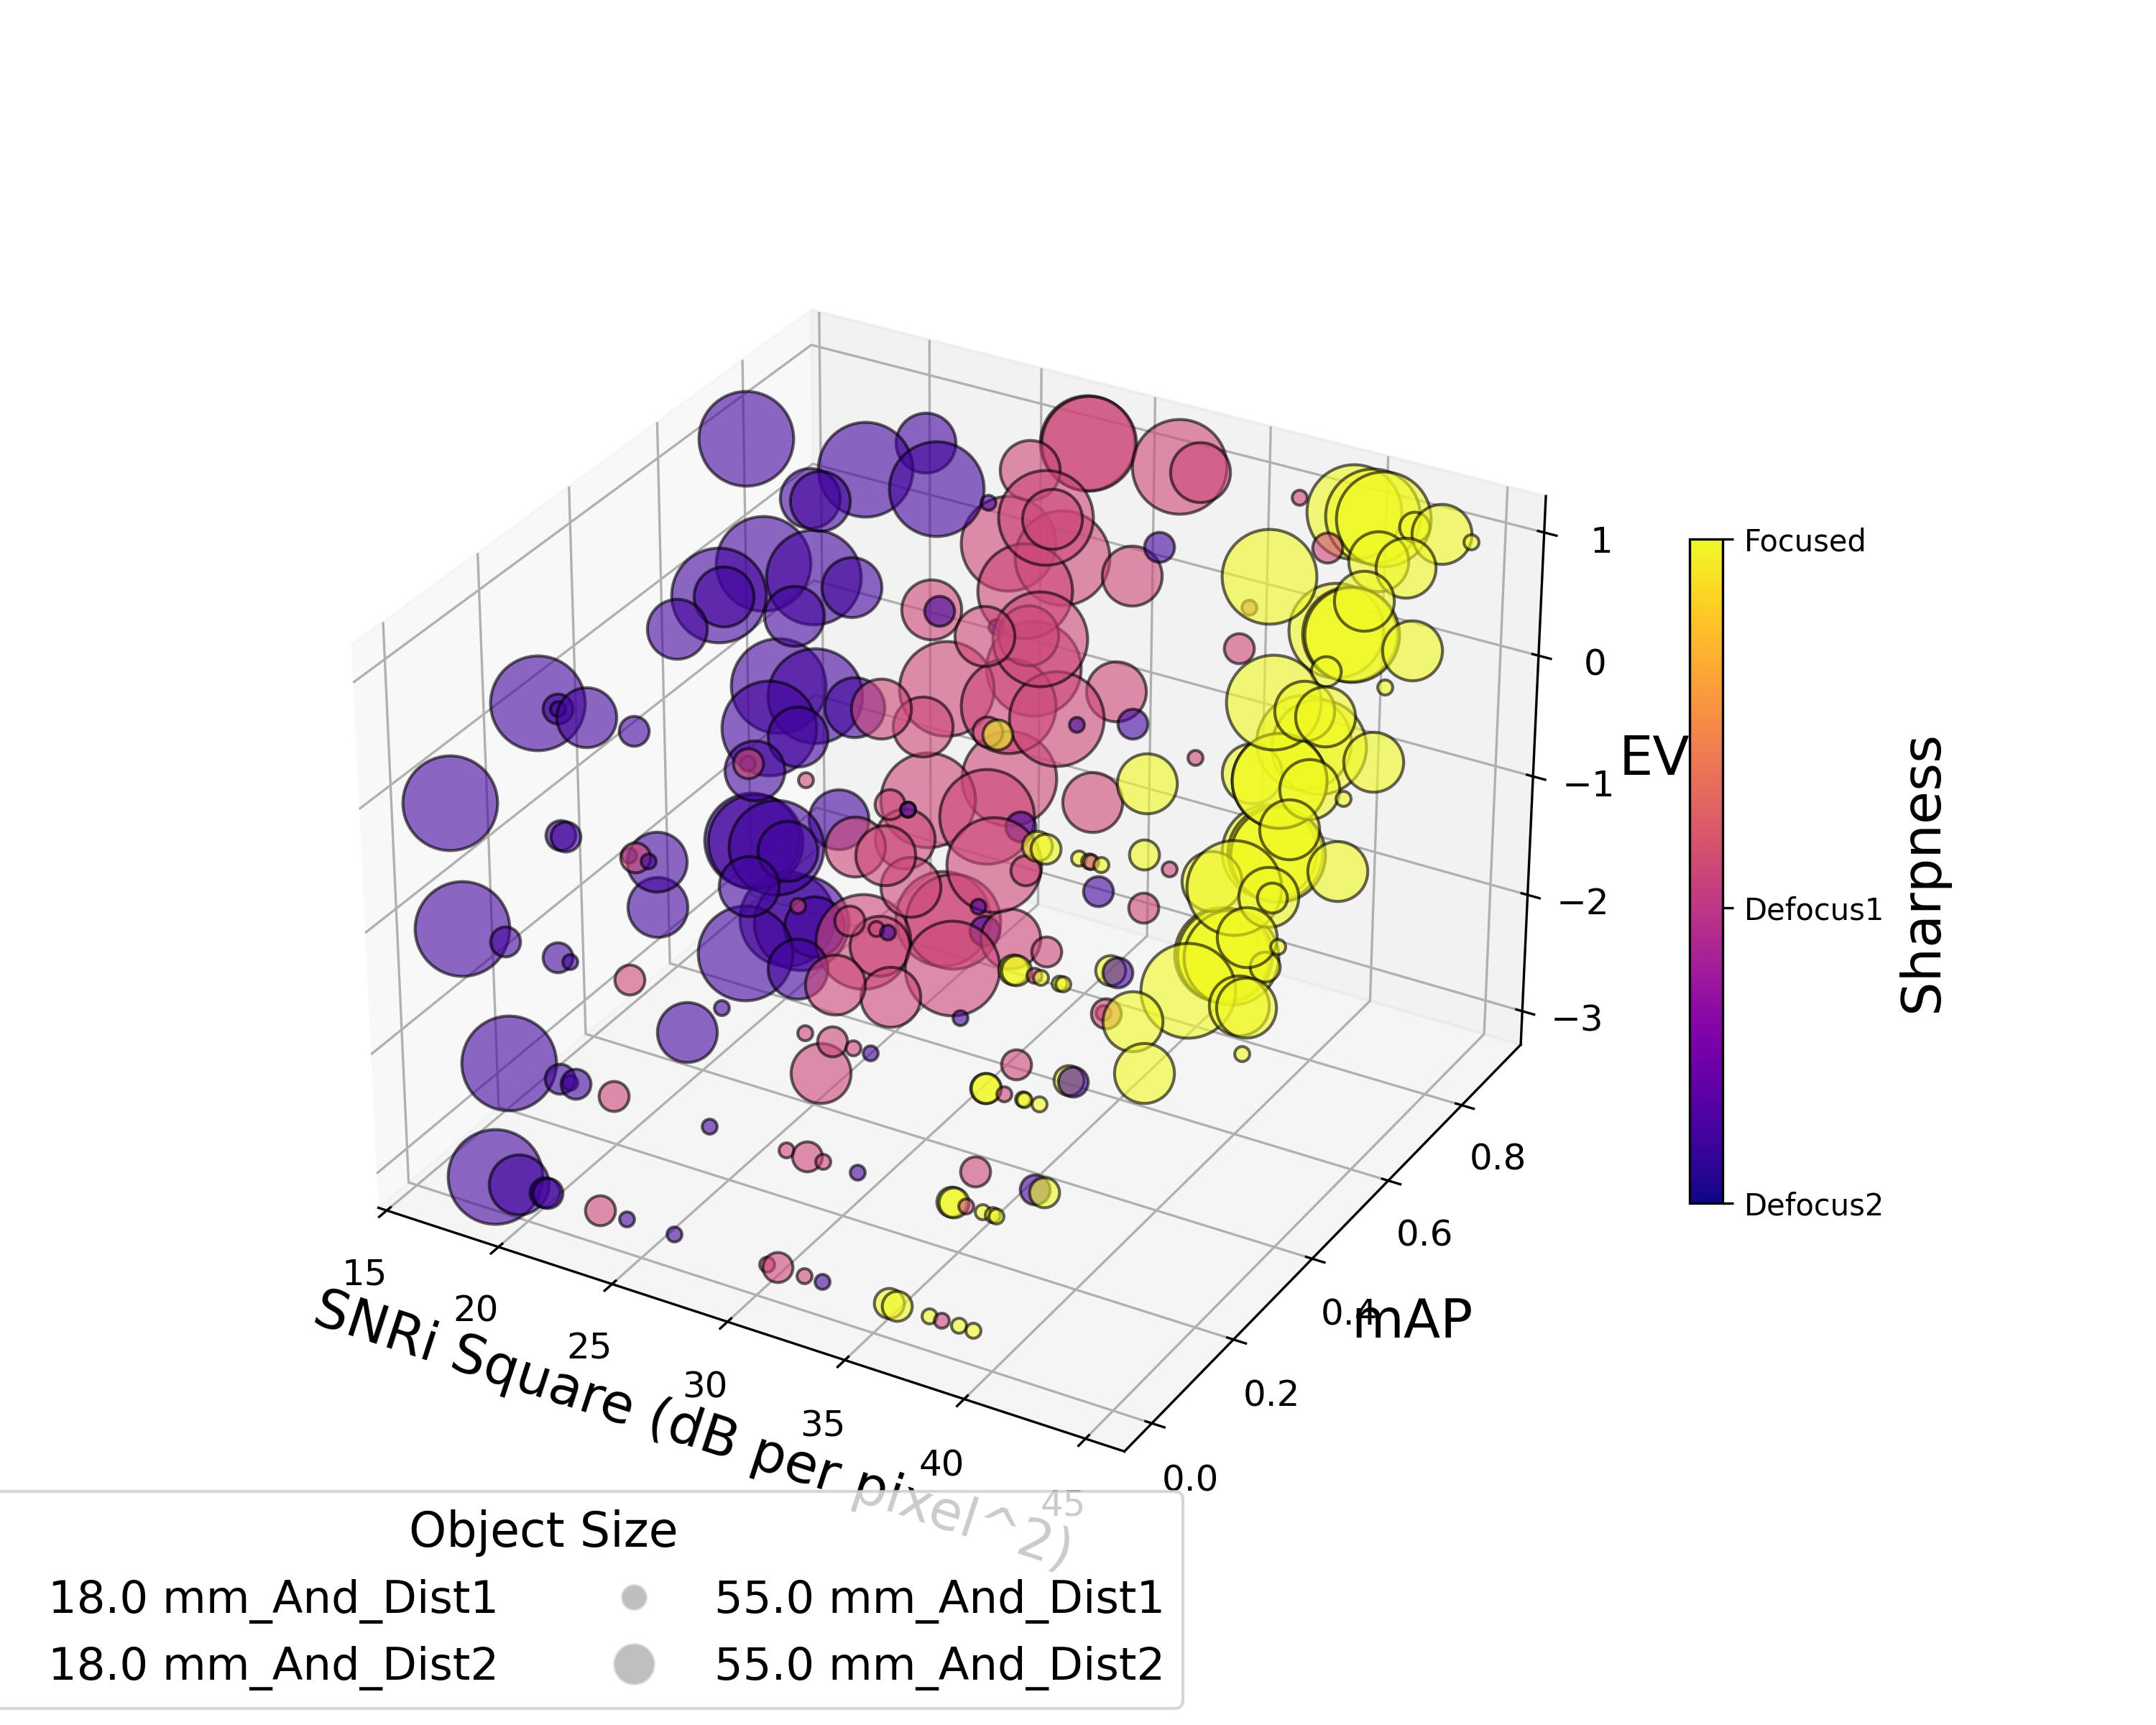 1
0
−1
−2
−3
EV
Focused
Defocus1
Defocus2
Sharpness
0.8
0.6
0.4
0.2
0.0
mAP
15
20
25
30
35
40
45
SNRi Square (dB per pixel^2)
Object Size
18.0 mm_And_Dist1
55.0 mm_And_Dist1
18.0 mm_And_Dist2
55.0 mm_And_Dist2